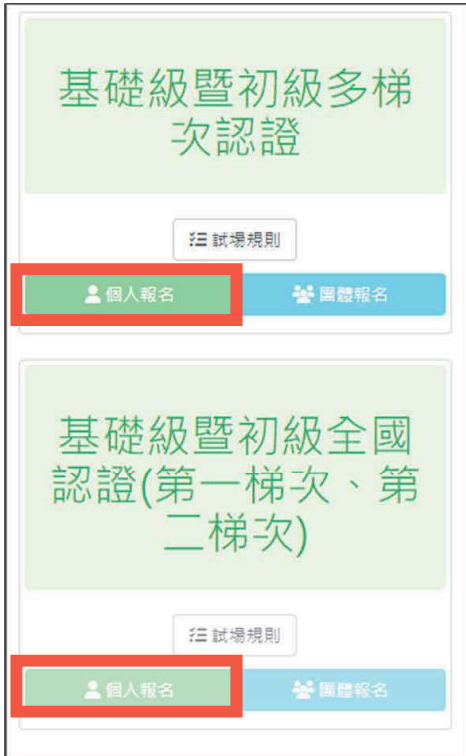 基礎級暨初級多梯
次認證
試場規則
個人報名 團體報名
基礎級暨初級全國
認證(第一梯次、第
二梯次)
試場規則
個人報名 團體報名